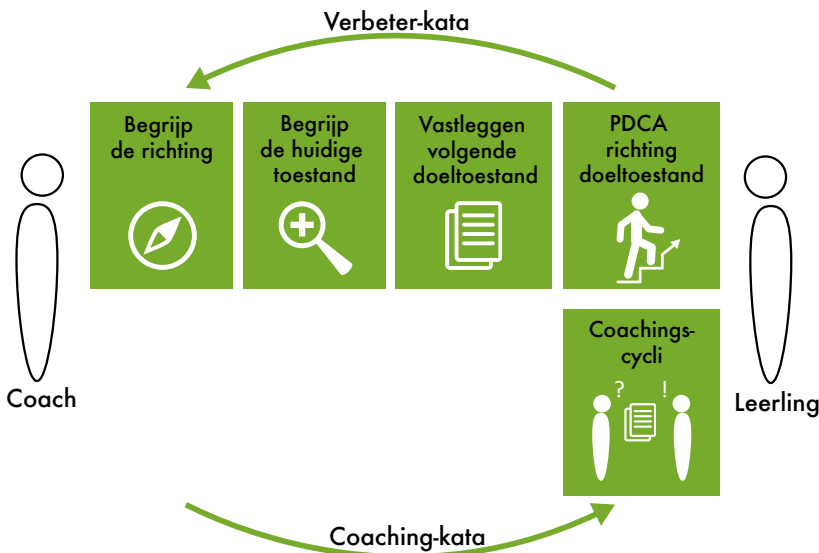 Verbeter-kata
Begrijp
de richting
Begrijp
de huidige
toestand
Vastleggen
volgende
doeltoestand
PDCA
richting
doeltoestand
Coachings-
cycli
? !
Coach
Leerling
Coaching-kata